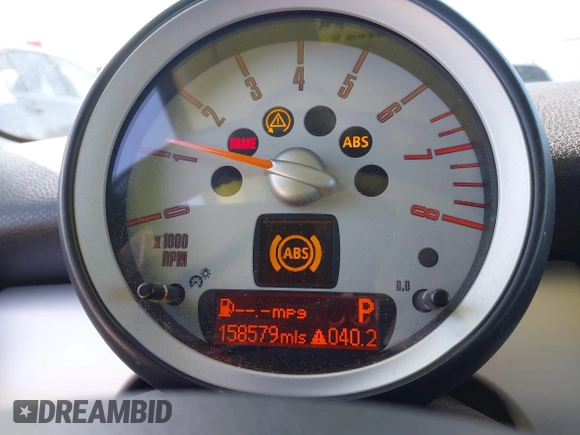 4
3 5
2 6
BRAKE ABS
1 7
0 8
x 1000
RPM
ABS
0.0
--.-mpg P
158579mls 040.2
DREAMBID